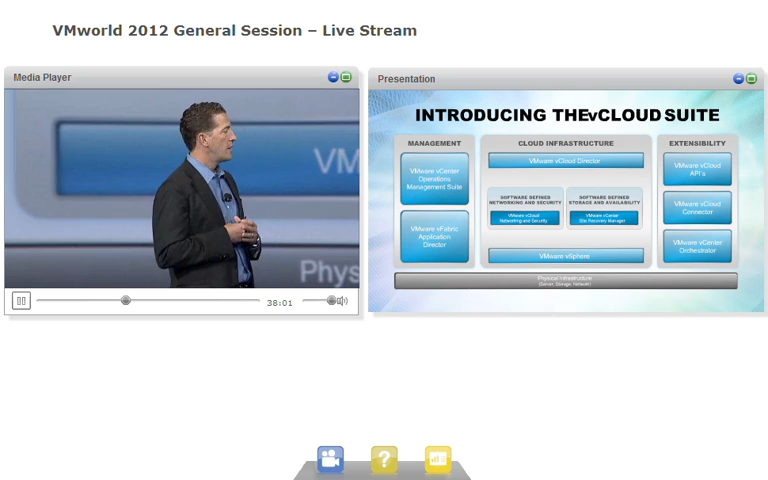 VMworld 2012 General Session – Live Stream
Media Player
VM
Phys
38:01
Presentation
INTRODUCING THEvCLOUD SUITE
MANAGEMENT
VMware vCenter
Operations
Management Suite
VMware vFabric
Application
Director
CLOUD INFRASTRUCTURE
VMware vCloud Director
SOFTWARE DEFINED
NETWORKING AND SECURITY
VMware vCloud
Networking and Security
SOFTWARE DEFINED
STORAGE AND AVAILABILITY
VMware vCenter
Site Recovery Manager
VMware vSphere
EXTENSIBILITY
VMware vCloud
API's
VMware vCloud
Connector
VMware vCenter
Orchestrator
Physical Infrastructure
(Server, Storage, Network)
?